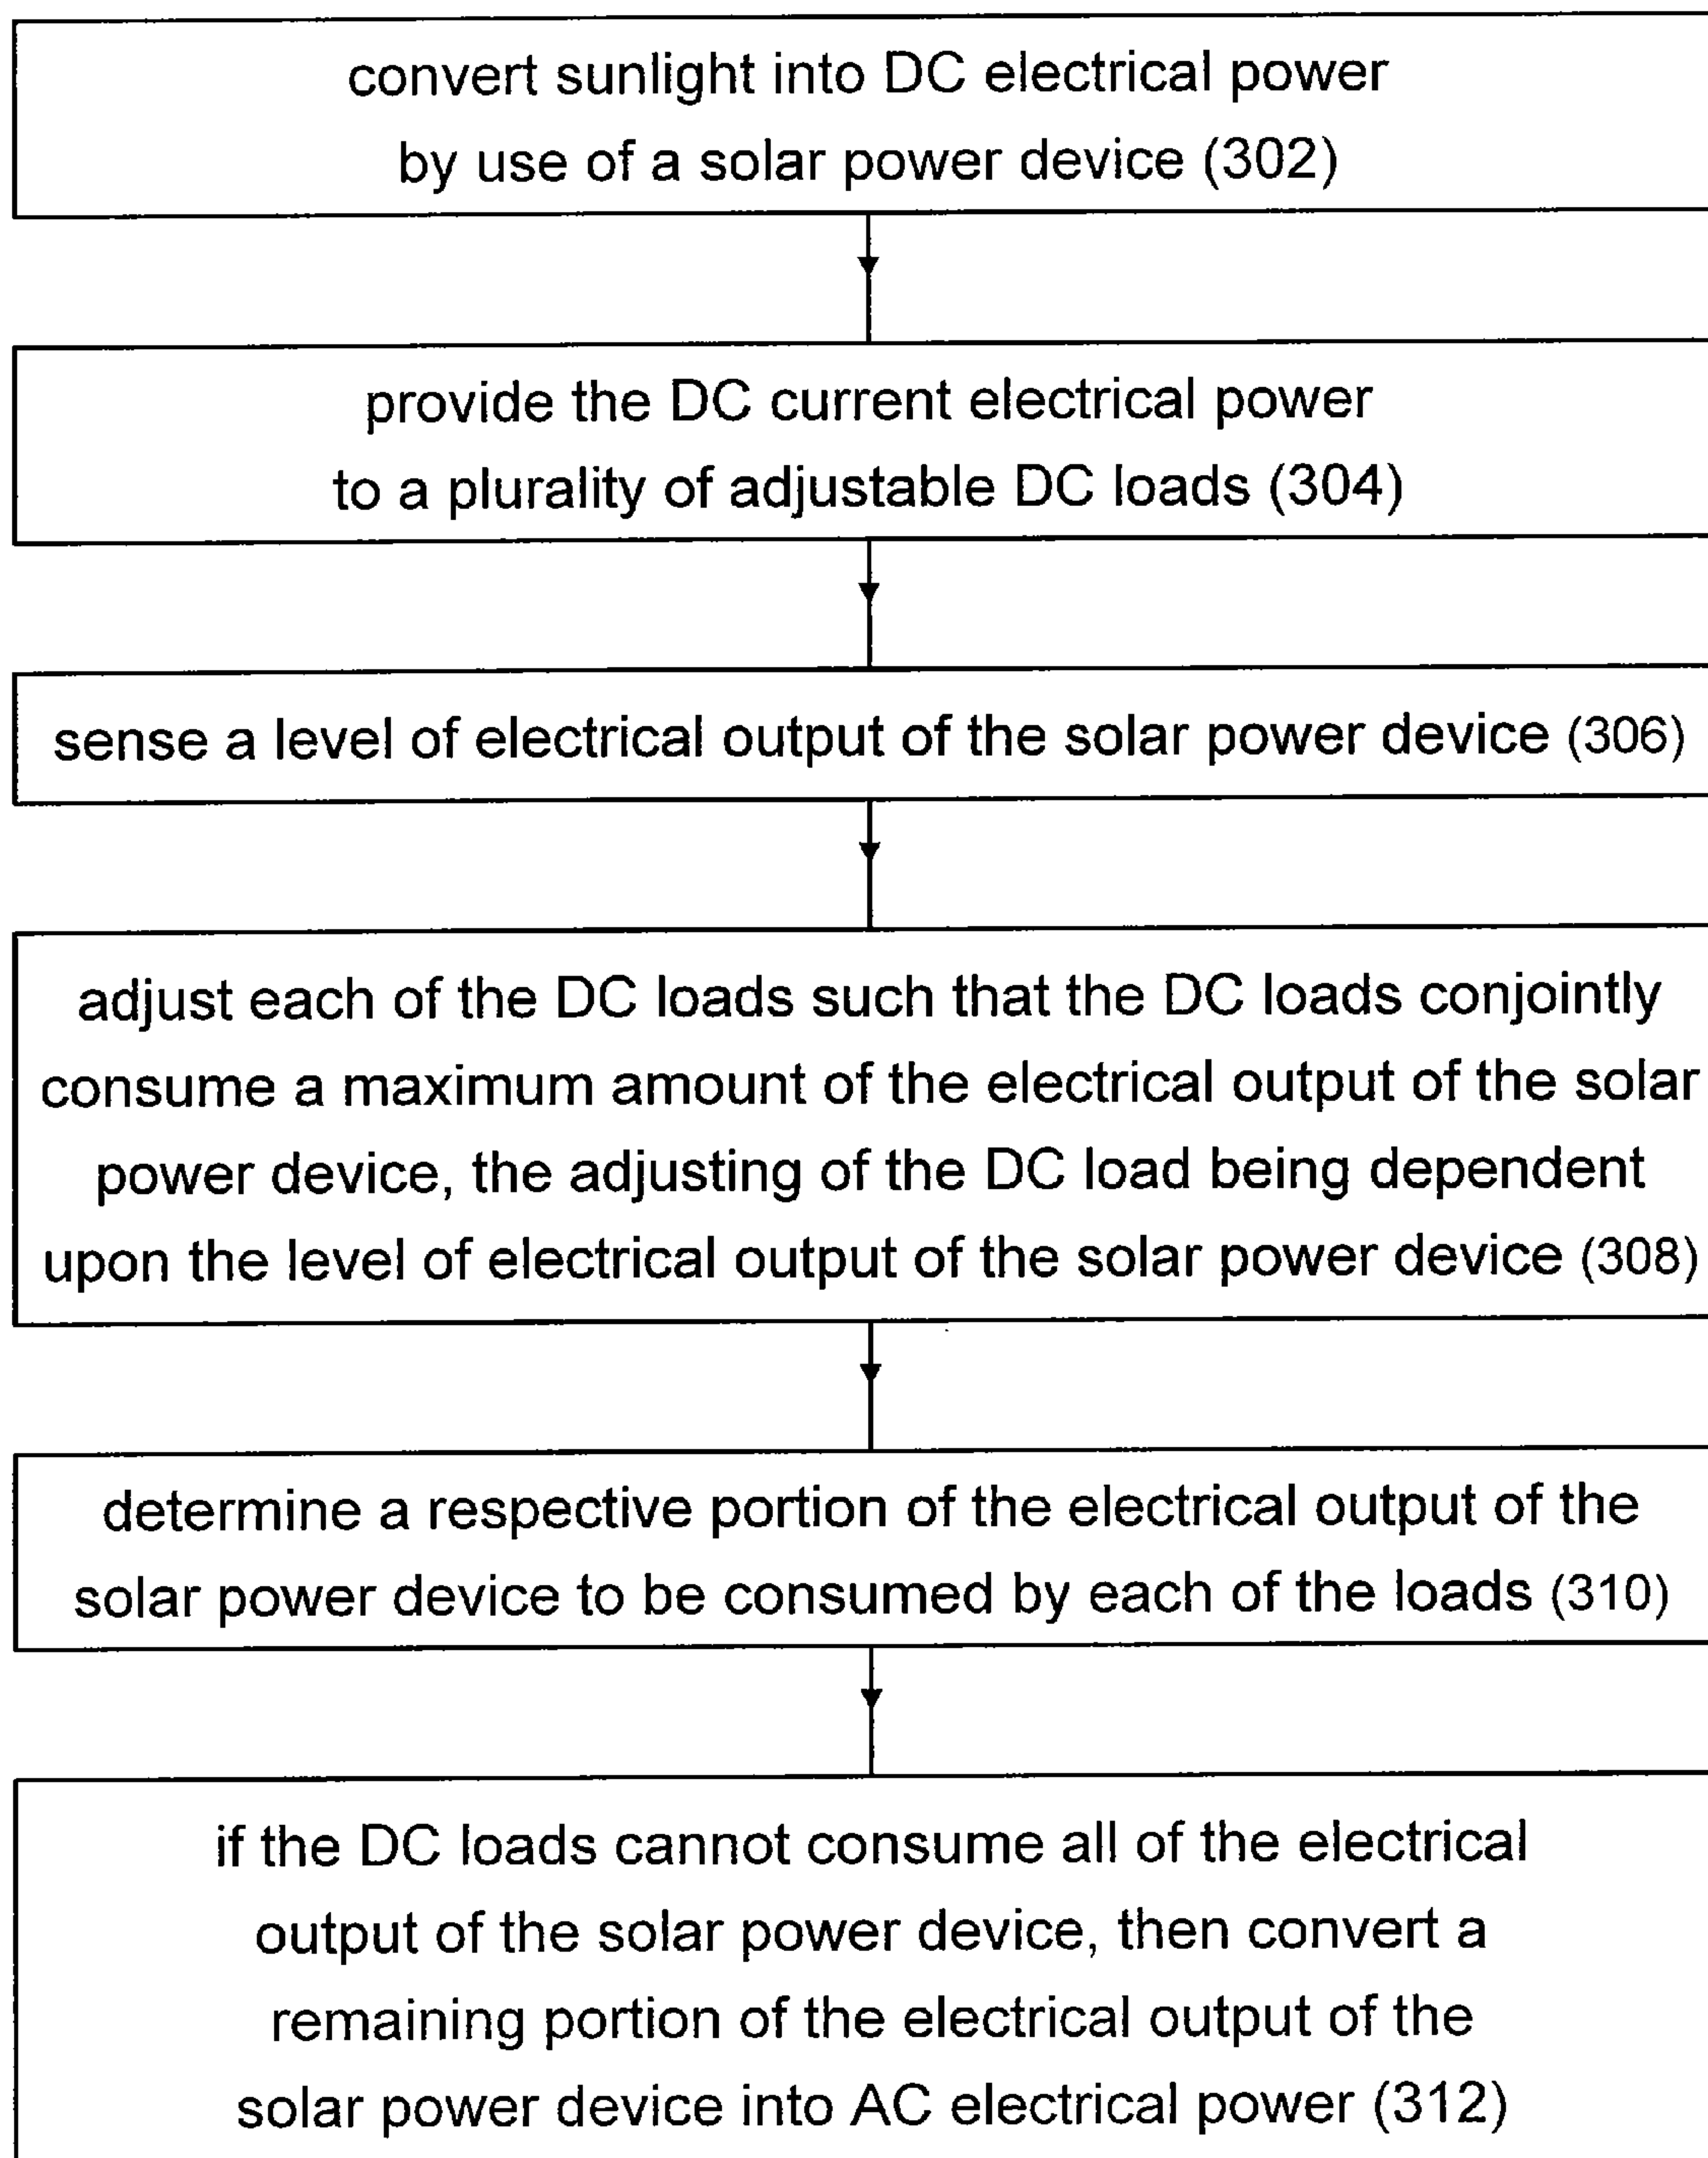 convert sunlight into DC electrical power
by use of a solar power device (302)
provide the DC current electrical power
to a plurality of adjustable DC loads (304)
sense a level of electrical output of the solar power device (306)
adjust each of the DC loads such that the DC loads conjointly
consume a maximum amount of the electrical output of the solar
power device, the adjusting of the DC load being dependent
upon the level of electrical output of the solar power device (308)
determine a respective portion of the electrical output of the
solar power device to be consumed by each of the loads (310)
if the DC loads cannot consume all of the electrical
output of the solar power device, then convert a
remaining portion of the electrical output of the
solar power device into AC electrical power (312)